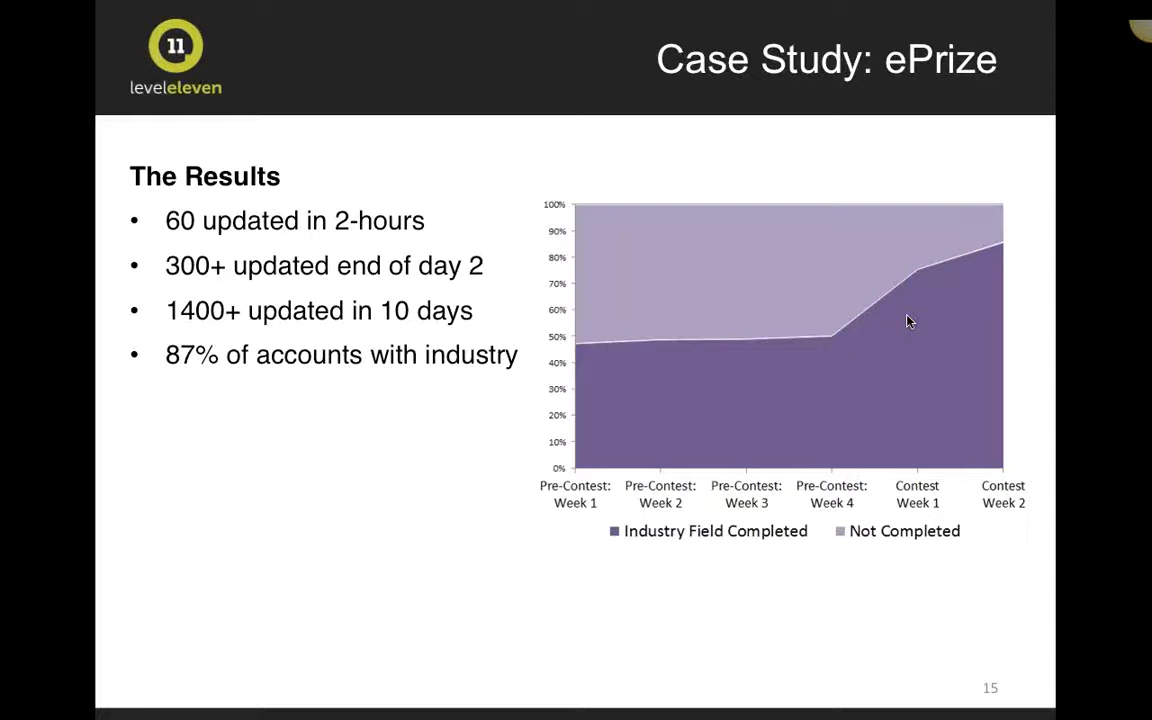 11
leveleleven
Case Study: ePrize
The Results
• 60 updated in 2-hours
• 300+ updated end of day 2
• 1400+ updated in 10 days
• 87% of accounts with industry
100%
90%
80%
70%
60%
50%
40%
30%
20%
10%
0%
Pre-Contest:
Week 1
Pre-Contest:
Week 2
Pre-Contest:
Week 3
Pre-Contest:
Week 4
Contest
Week 1
Contest
Week 2
Industry Field Completed
Not Completed
15